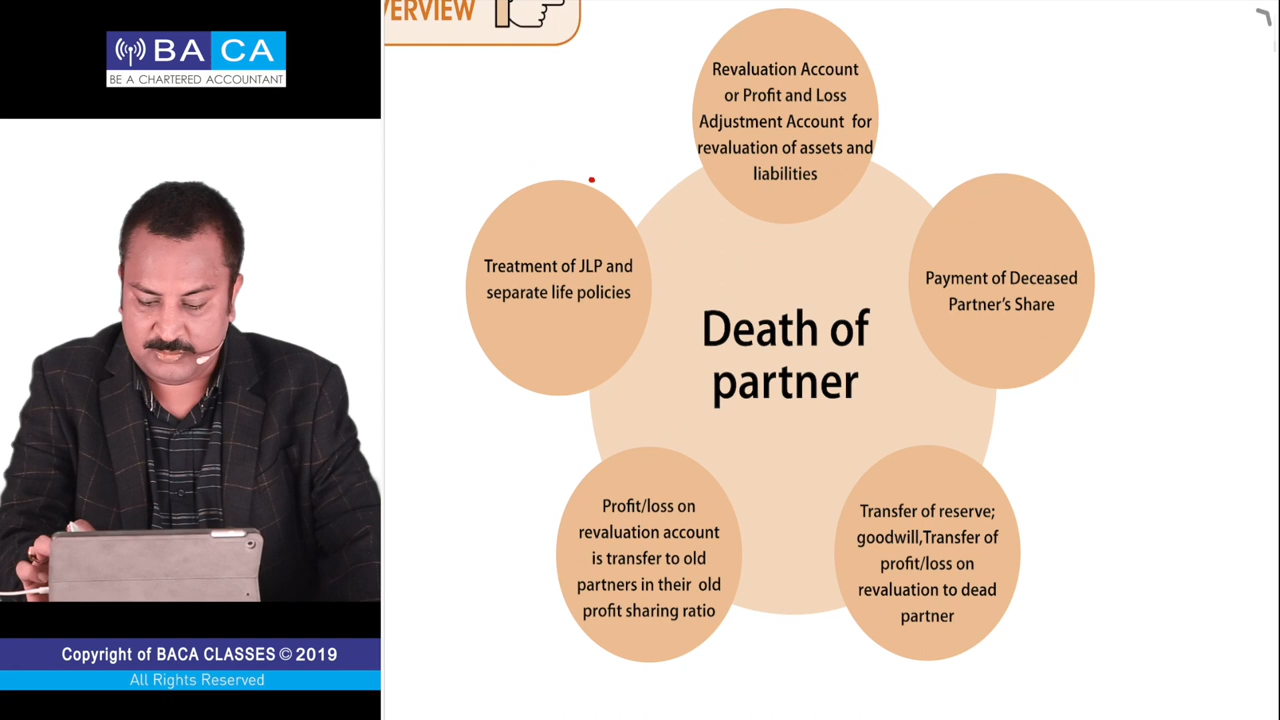 BACA
BE A CHARTERED ACCOUNTANT
VERVIEW
Revaluation Account
or Profit and Loss
Adjustment Account for
revaluation of assets and
liabilities
Treatment of JLP and
separate life policies
Payment of Deceased
Partner's Share
Death of
partner
Profit/loss on
revaluation account
is transfer to old
partners in their old
profit sharing ratio
Transfer of reserve;
goodwill,Transfer of
profit/loss on
revaluation to dead
partner
Copyright of BACA CLASSES © 2019
All Rights Reserved